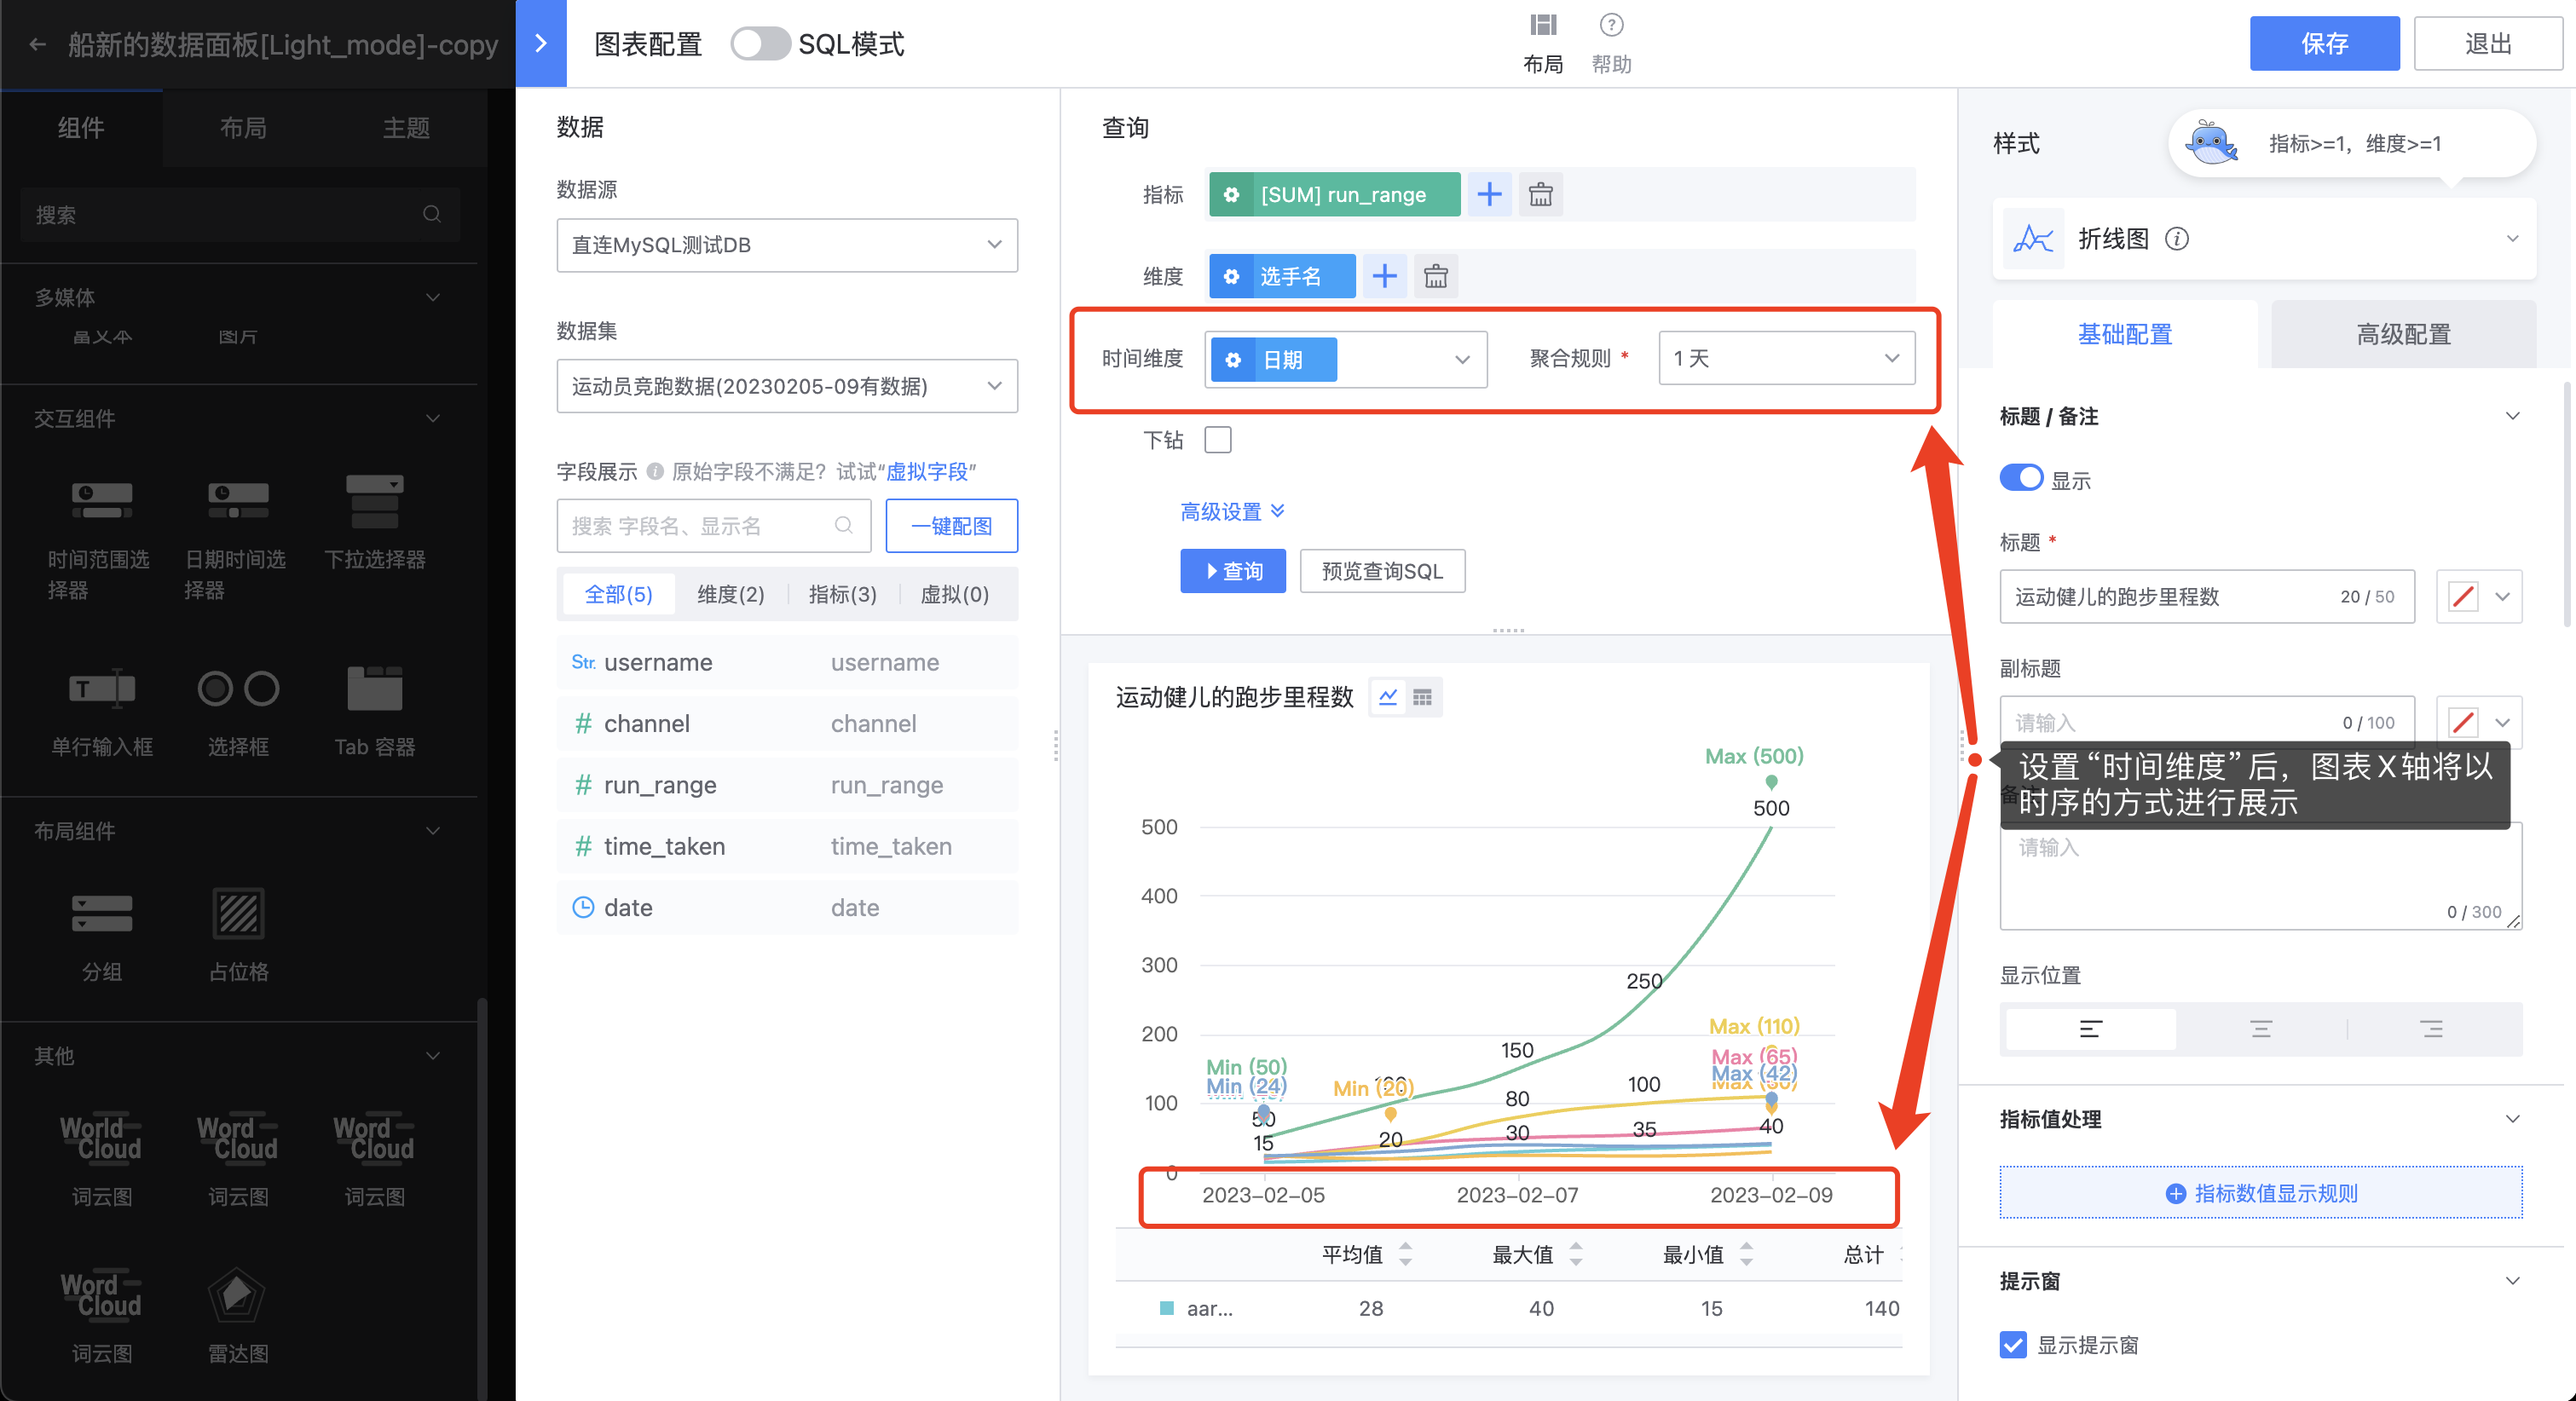 船新的数据面板[Light_mode]-copy
组件
布局
主题
搜索
多媒体
富文本
图片
交互组件
时间范围选择器
日期时间选择器
下拉选择器
单行输入框
选择框
Tab 容器
布局组件
分组
占位格
其他
World Cloud
词云图
Word Cloud
词云图
Word Cloud
词云图
Word Cloud
词云图
雷达图
图表配置
SQL模式
布局
帮助
保存
退出
数据
数据源
直连MySQL测试DB
数据集
运动员竞跑数据(20230205-09有数据)
字段展示 原始字段不满足？试试“虚拟字段”
搜索 字段名、显示名
一键配图
全部(5)
维度(2)
指标(3)
虚拟(0)
Str. username username
# channel channel
# run_range run_range
# time_taken time_taken
date date
查询
指标
[SUM] run_range
维度
选手名
时间维度
日期
聚合规则 *
1 天
下钻
高级设置
查询
预览查询SQL
运动健儿的跑步里程数
Max (500)
500
500
400
300
250
200
Max (110)
150
Max (65)
Min (50)
Max (42)
Min (24)
Min (20)
100
100
80
50
40
15
20
30
35
0
2023-02-05
2023-02-07
2023-02-09
平均值
最大值
最小值
总计
aar...
28
40
15
140
样式
指标>=1，维度>=1
折线图
基础配置
高级配置
标题 / 备注
显示
标题 *
运动健儿的跑步里程数
20 / 50
副标题
请输入
0 / 100
设置“时间维度”后，图表X轴将以
时序的方式进行展示
请输入
0 / 300
显示位置
指标值处理
指标数值显示规则
提示窗
显示提示窗